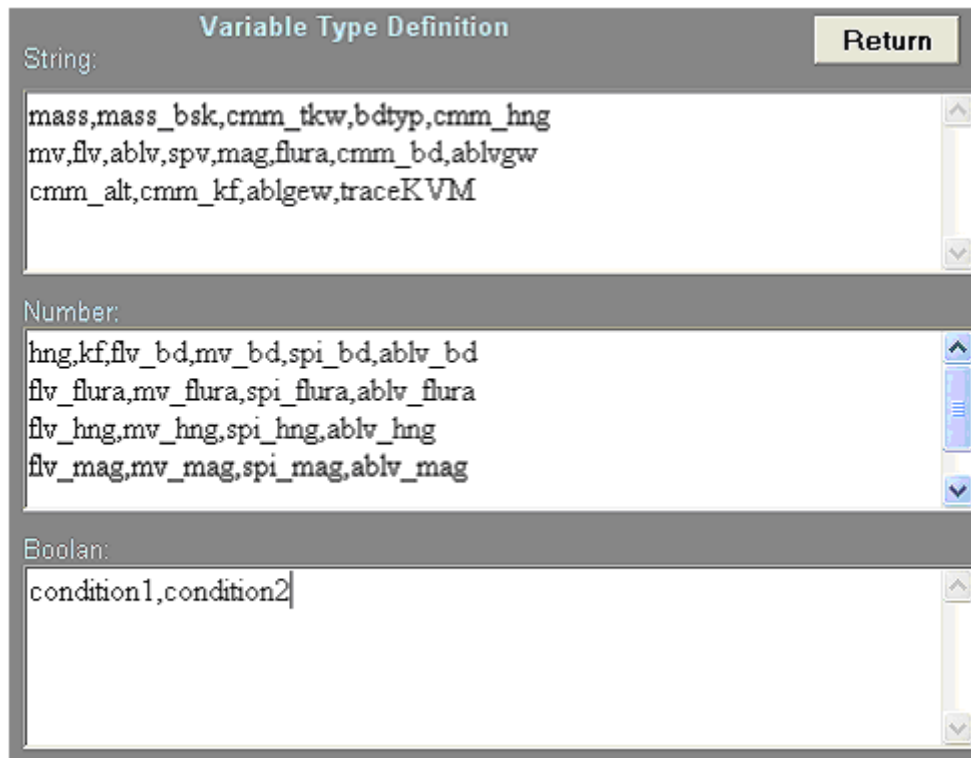 Variable Type Definition
Return
String:
mass,mass_bsk,cmm_tkw,bdtyp,cmm_hng
mv,flv,ablv,spv,mag,flura,cmm_bd,ablvgw
cmm_alt,cmm_kf,ablgew,traceKVM
Number:
hng,kf,flv_bd,mv_bd,spi_bd,ablv_bd
flv_flura,mv_flura,spi_flura,ablv_flura
flv_hng,mv_hng,spi_hng,ablv_hng
flv_mag,mv_mag,spi_mag,ablv_mag
Boolan:
condition1,condition2